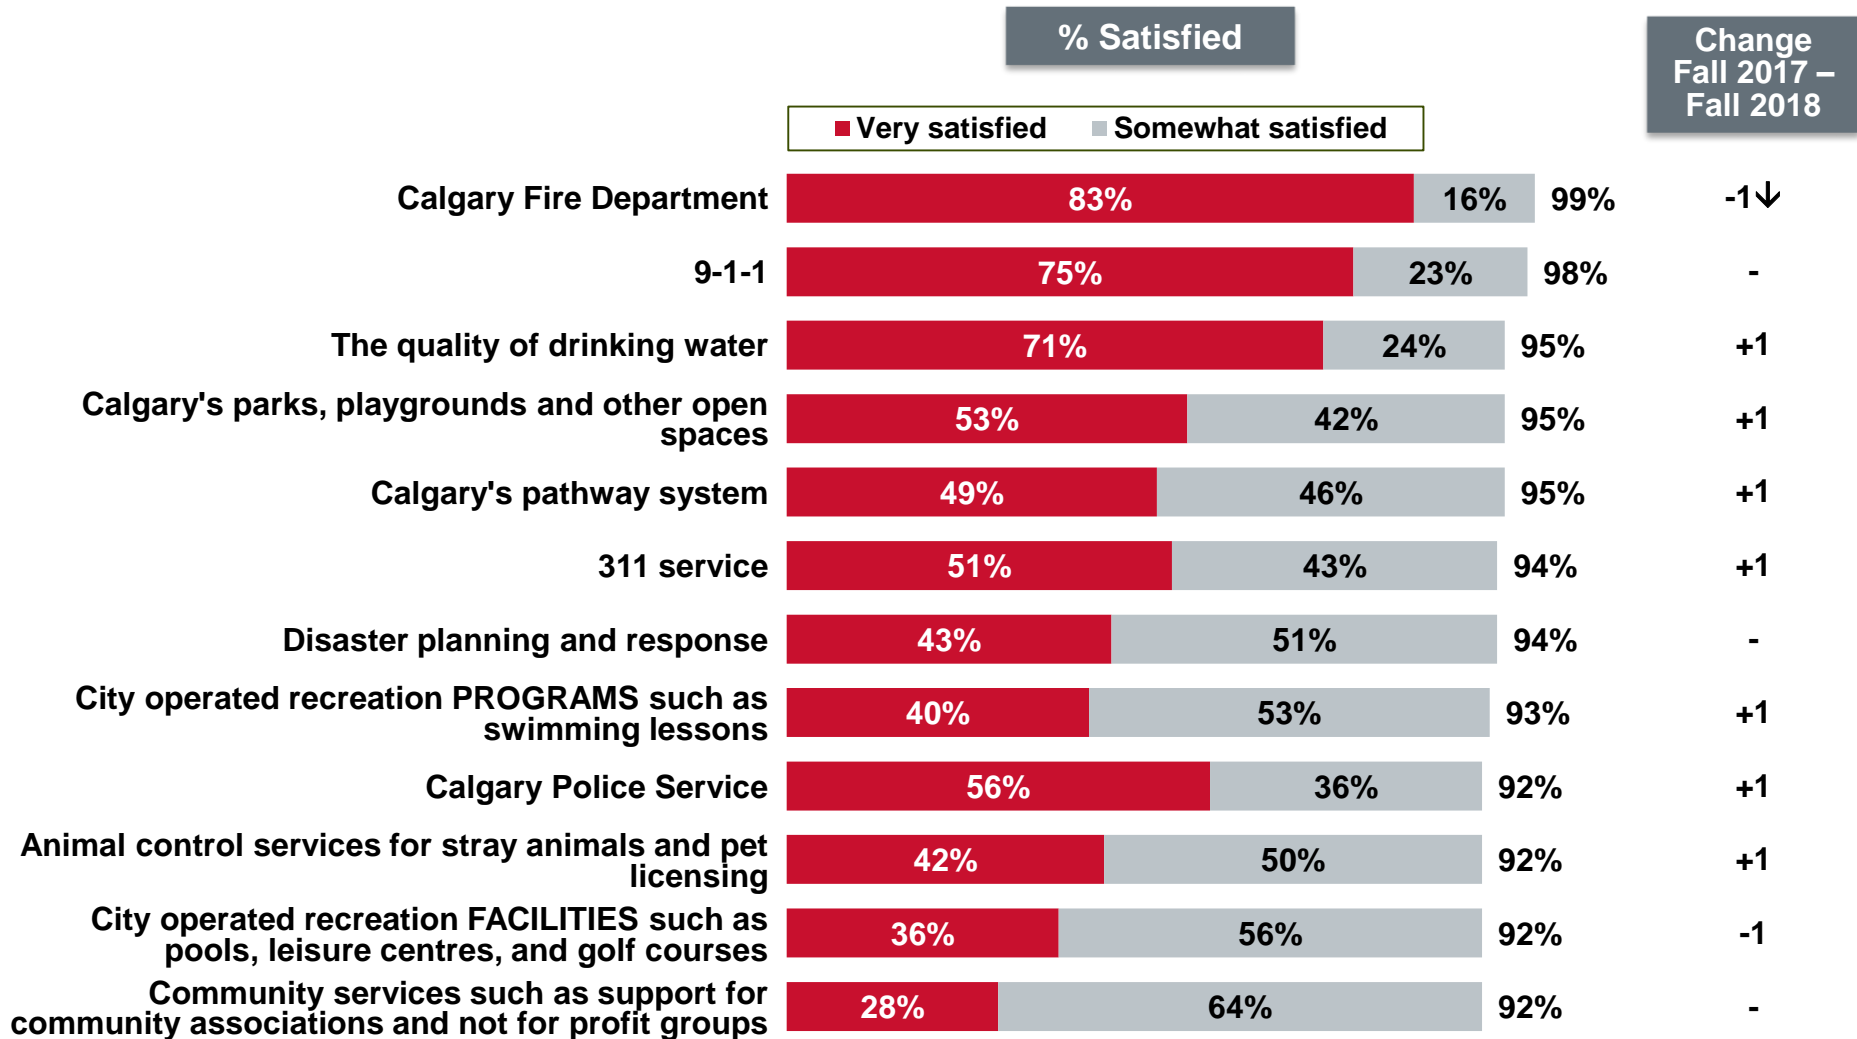 % Satisfied
Change
Fall 2017 –
Fall 2018
Very satisfied Somewhat satisfied
Calgary Fire Department 83% 16% 99% -1↓
9-1-1 75% 23% 98% -
The quality of drinking water 71% 24% 95% +1
Calgary's parks, playgrounds and other open
spaces 53% 42% 95% +1
Calgary's pathway system 49% 46% 95% +1
311 service 51% 43% 94% +1
Disaster planning and response 43% 51% 94% -
City operated recreation PROGRAMS such as
swimming lessons 40% 53% 93% +1
Calgary Police Service 56% 36% 92% +1
Animal control services for stray animals and pet
licensing 42% 50% 92% +1
City operated recreation FACILITIES such as
pools, leisure centres, and golf courses 36% 56% 92% -1
Community services such as support for
community associations and not for profit groups 28% 64% 92% -